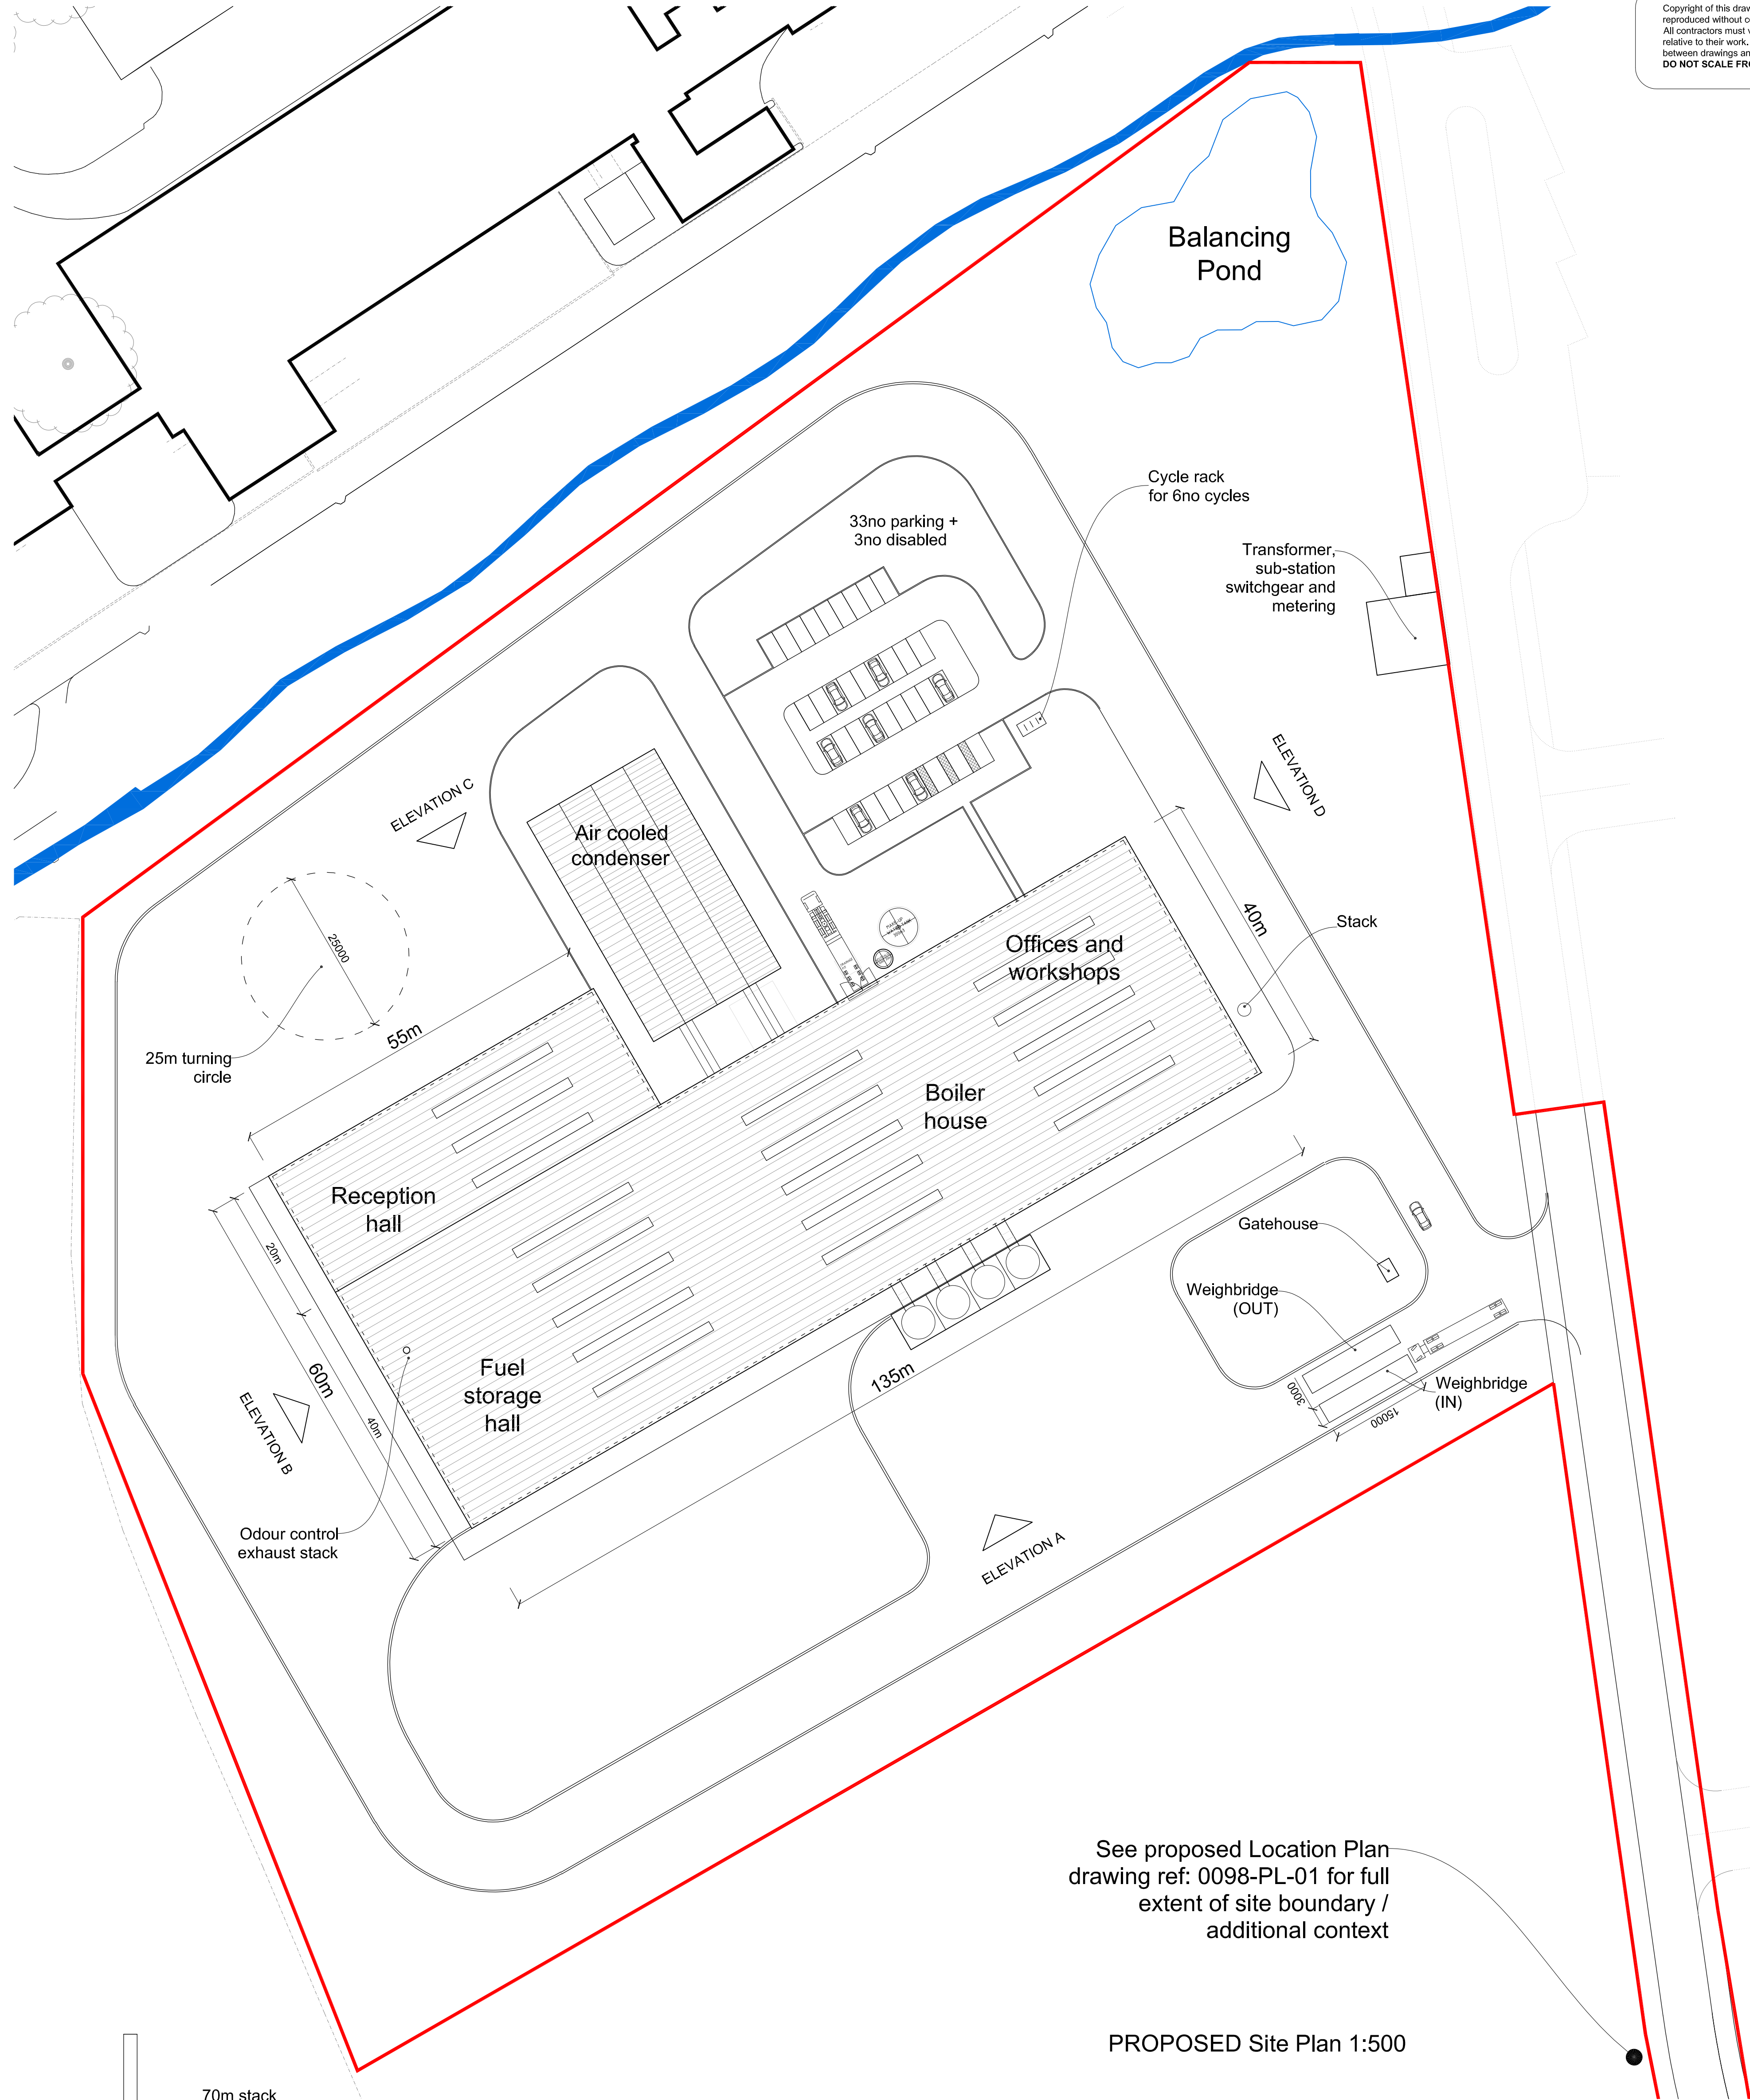 Copyright of this draw
reproduced without c
All contractors must v
relative to their work.
between drawings an
DO NOT SCALE FRO
Balancing
Pond
Cycle rack
for 6no cycles
33no parking +
3no disabled
Transformer,
sub-station
switchgear and
metering
ELEVATION D
ELEVATION C
Air cooled
condenser
40m
Stack
25000
Offices and
workshops
55m
25m turning
circle
Boiler
house
Reception
hall
Gatehouse
20m
Weighbridge
(OUT)
Fuel
storage
hall
60m
135m
3000
Weighbridge
(IN)
15000
ELEVATION B
40m
Odour control
exhaust stack
ELEVATION A
See proposed Location Plan
drawing ref: 0098-PL-01 for full
extent of site boundary /
additional context
PROPOSED Site Plan 1:500
70m stack